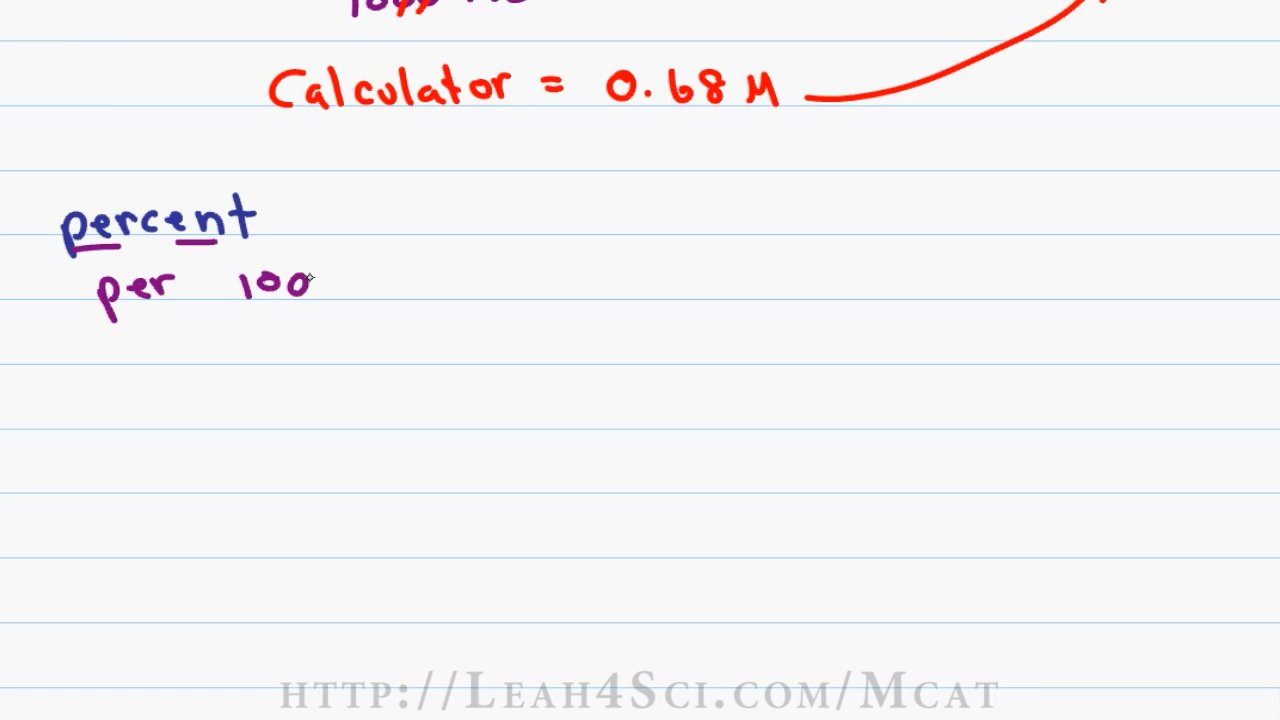 Calculator = 0.68 M
percent
per 100
http://Leah4Sci.com/Mcat